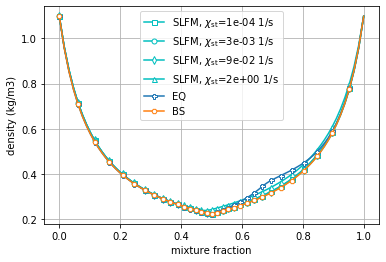 SLFM, χst=1e-04 1/s
SLFM, χst=3e-03 1/s
SLFM, χst=9e-02 1/s
SLFM, χst=2e+00 1/s
EQ
BS
density (kg/m3)
1.0
0.8
0.6
0.4
0.2
0.0 0.2 0.4 0.6 0.8 1.0
mixture fraction